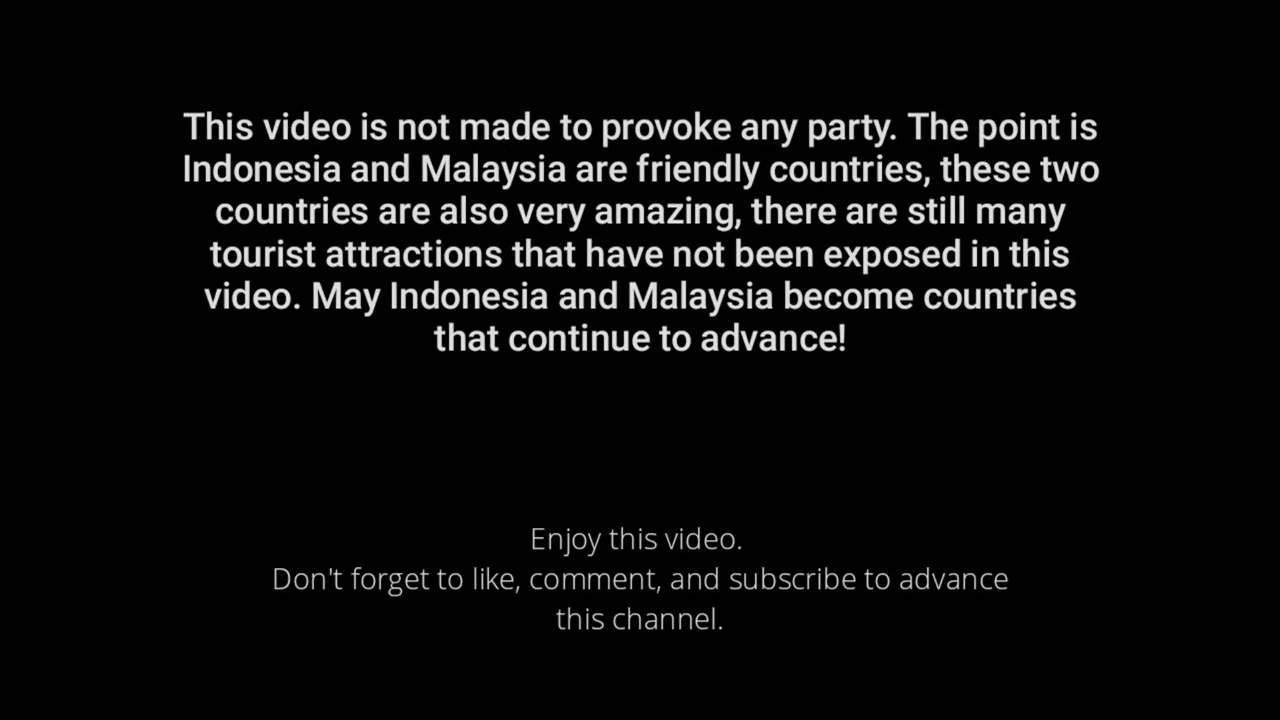 This video is not made to provoke any party. The point is
Indonesia and Malaysia are friendly countries, these two
countries are also very amazing, there are still many
tourist attractions that have not been exposed in this
video. May Indonesia and Malaysia become countries
that continue to advance!
Enjoy this video.
Don't forget to like, comment, and subscribe to advance
this channel.